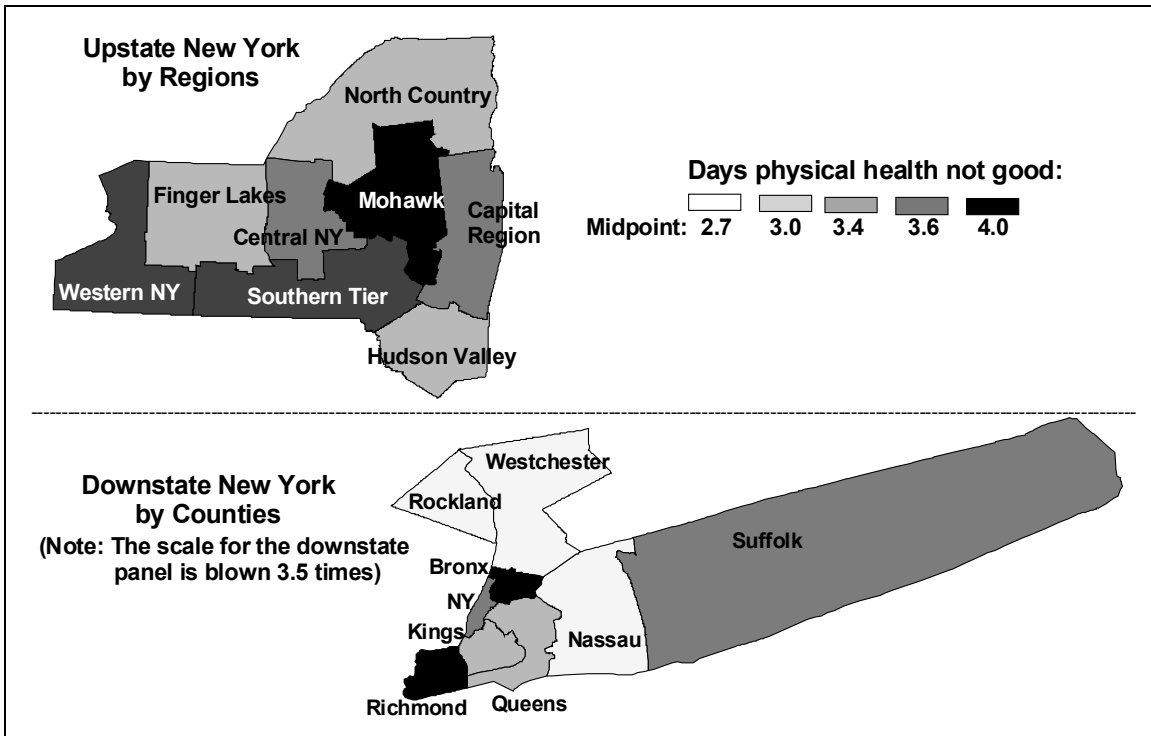 Upstate New York
by Regions
North Country
Finger Lakes
Mohawk
Central NY
Capital
Region
Western NY
Southern Tier
Hudson Valley
Days physical health not good:
Midpoint: 2.7 3.0 3.4 3.6 4.0
Downstate New York
by Counties
(Note: The scale for the downstate
panel is blown 3.5 times)
Westchester
Rockland
Suffolk
Bronx
NY
Kings
Nassau
Queens
Richmond